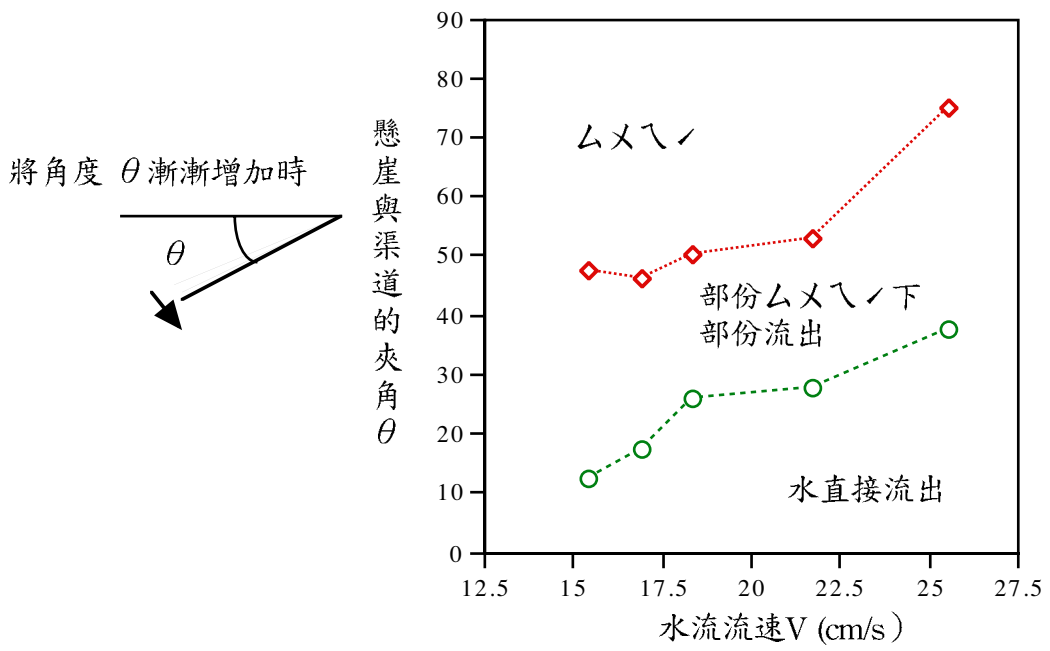 將角度 θ漸漸增加時
θ
懸崖與渠道的夾角θ
90
80
70
60
50
40
30
20
10
0
ㄙㄨㄟˊ
部份ㄙㄨㄟˊ下
部份流出
水直接流出
12.5 15 17.5 20 22.5 25 27.5
水流流速V (cm/s)